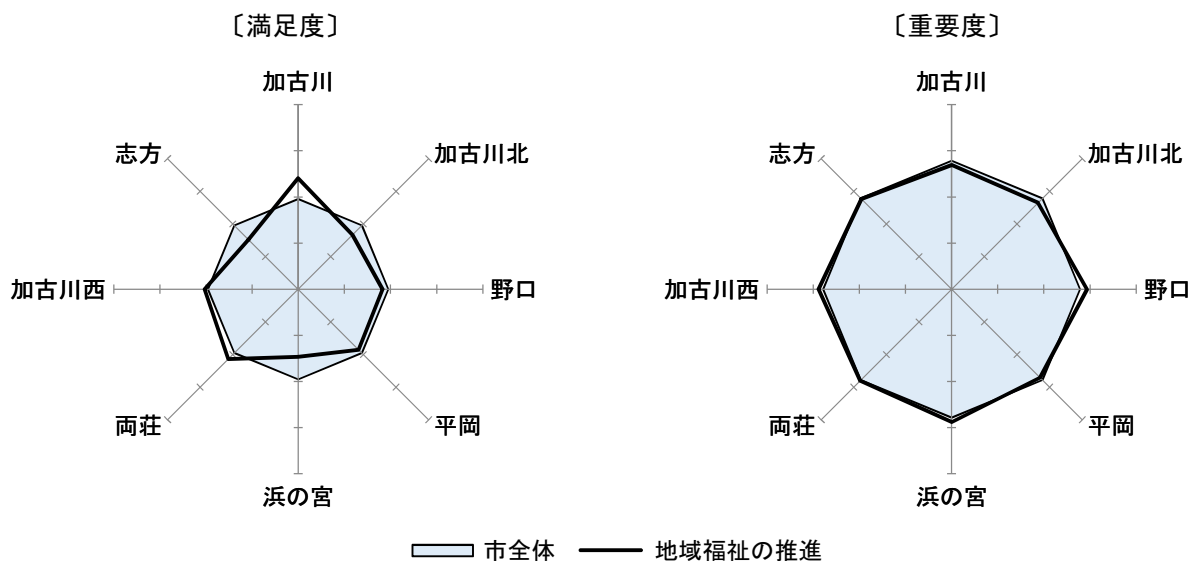 〔満足度〕
加古川
加古川北
野口
平岡
浜の宮
両荘
加古川西
志方
〔重要度〕
加古川
加古川北
野口
平岡
浜の宮
両荘
加古川西
志方
市全体
地域福祉の推進